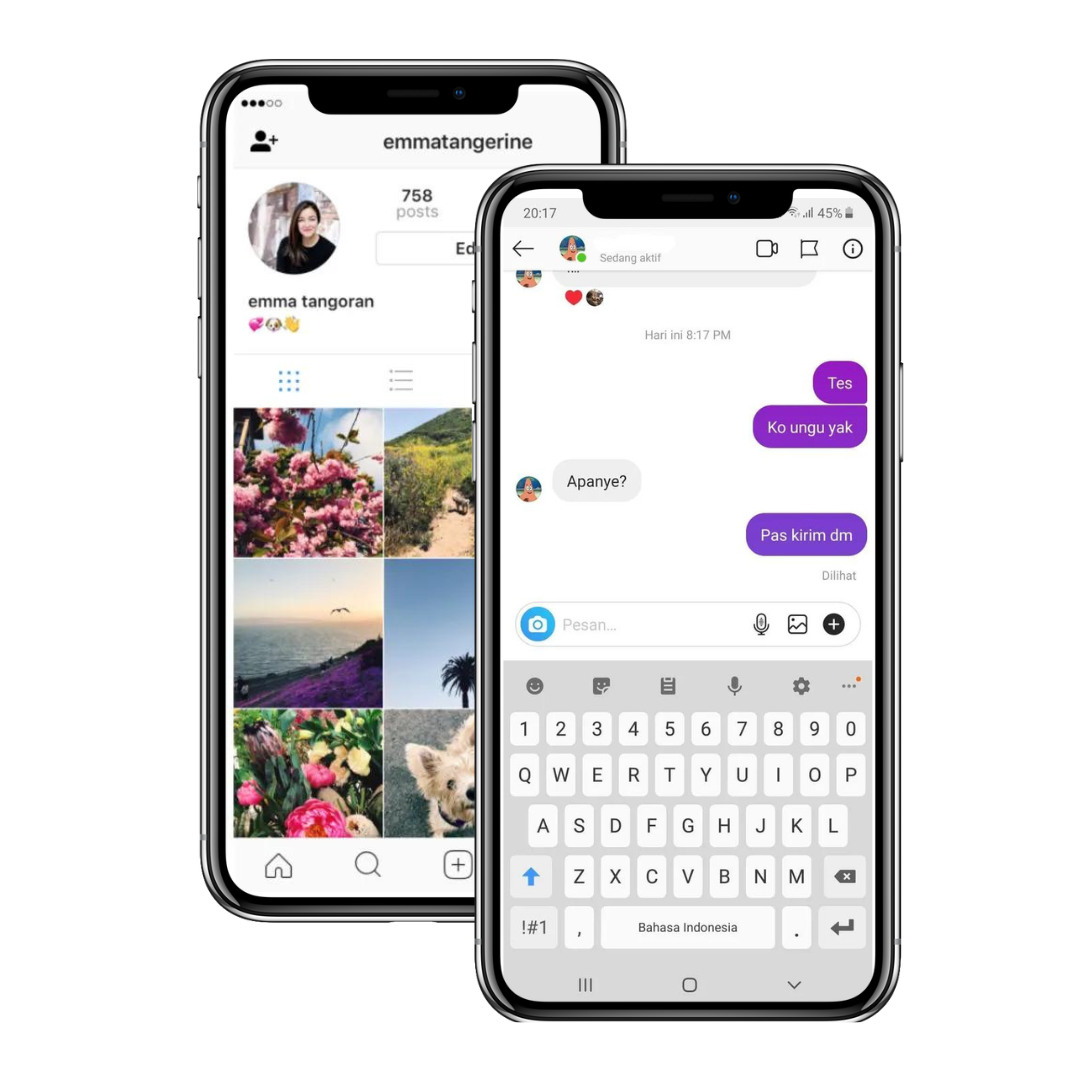 emmatangerine
758
posts
Ed
emma tangoran
20:17
45%
Sedang aktif
Hari ini 8:17 PM
Tes
Ko ungu yak
Apanye?
Pas kirim dm
Dilihat
Pesan...
1 2 3 4 5 6 7 8 9 0
Q W E R T Y U I O P
A S D F G H J K L
Z X C V B N M
!#1 , Bahasa Indonesia .